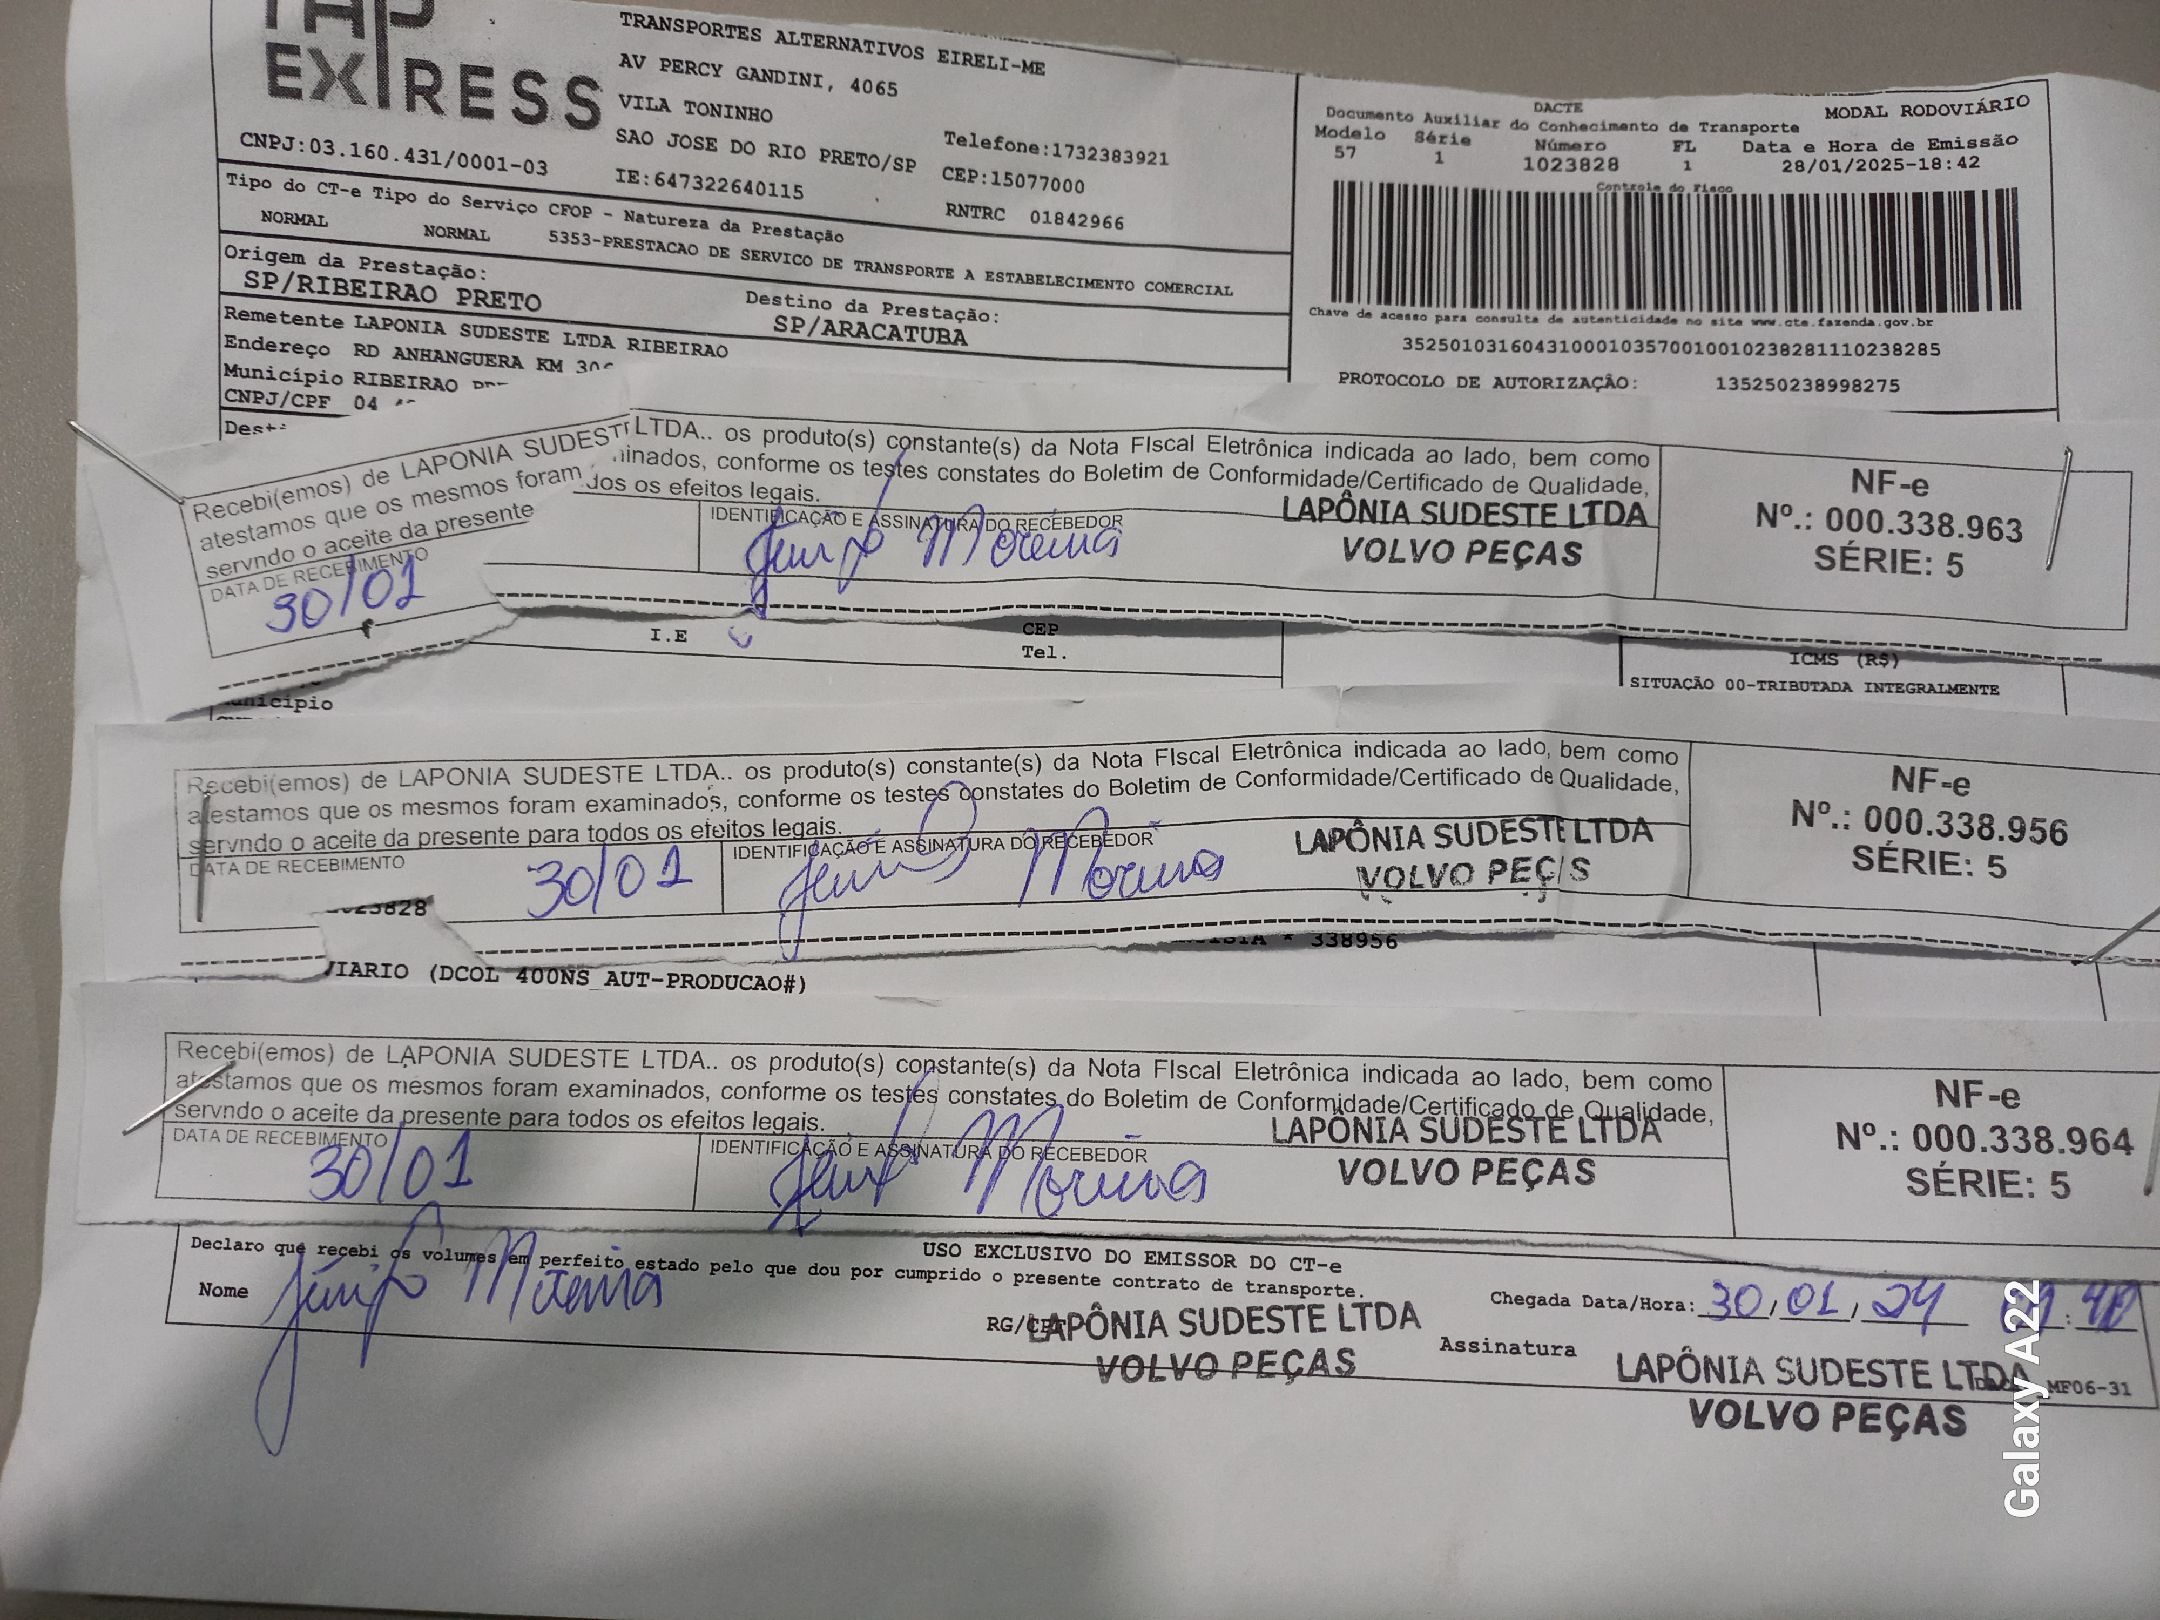 TAP
EXPRESS
TRANSPORTES ALTERNATIVOS EIRELI-ME
AV PERCY GANDINI, 4065
VILA TONINHO
SAO JOSE DO RIO PRETO/SP
IE:647322640115
Telefone:1732383921
CEP:15077000
RNTRC 01842966
CNPJ:03.160.431/0001-03
DACTE
MODAL RODOVIÁRIO
Documento Auxiliar do Conhecimento de Transporte
Modelo Série Número FL Data e Hora de Emissão
57 1 1023828 1 28/01/2025-18:42
Controle do Fisco
Chave de acesso para consulta de autenticidade no site www.cte.fazenda.gov.br
35250103160431000103570010010238281110238285
PROTOCOLO DE AUTORIZAÇÃO: 135250238998275
Tipo do CT-e Tipo do Serviço CFOP - Natureza da Prestação
NORMAL NORMAL 5353-PRESTACAO DE SERVICO DE TRANSPORTE A ESTABELECIMENTO COMERCIAL
Origem da Prestação: Destino da Prestação:
SP/RIBEIRAO PRETO SP/ARACATUBA
Remetente LAPONIA SUDESTE LTDA RIBEIRAO
Endereço RD ANHANGUERA KM
Município RIBEIRAO
CNPJ/CPF 04
Recebi(emos) de LAPONIA SUDESTE LTDA.. os produto(s) constante(s) da Nota FIscal Eletrônica indicada ao lado, bem como
atestamos que os mesmos foram inados, conforme os testes constates do Boletim de Conformidade/Certificado de Qualidade,
servndo o aceite da presente dos os efeitos legais.
DATA DE RECEBIMENTO IDENTIFICAÇÃO E ASSINATURA DO RECEBEDOR
30/01 Moreira
LAPÔNIA SUDESTE LTDA
VOLVO PEÇAS
NF-e
Nº.: 000.338.963
SÉRIE: 5
I.E CEP
Tel.
ICMS (R$)
SITUAÇÃO 00-TRIBUTADA INTEGRALMENTE
unicípio
Recebi(emos) de LAPONIA SUDESTE LTDA.. os produto(s) constante(s) da Nota FIscal Eletrônica indicada ao lado, bem como
atestamos que os mesmos foram examinados, conforme os testes constates do Boletim de Conformidade/Certificado de Qualidade,
servndo o aceite da presente para todos os efeitos legais.
DATA DE RECEBIMENTO IDENTIFICAÇÃO E ASSINATURA DO RECEBEDOR
30/01 Moreira
LAPÔNIA SUDESTE LTDA
VOLVO PEÇAS
NF-e
Nº.: 000.338.956
SÉRIE: 5
338956
VIARIO (DCOL 400NS AUT-PRODUCAO#)
Recebi(emos) de LAPONIA SUDESTE LTDA.. os produto(s) constante(s) da Nota FIscal Eletrônica indicada ao lado, bem como
atestamos que os mesmos foram examinados, conforme os testes constates do Boletim de Conformidade/Certificado de Qualidade,
servndo o aceite da presente para todos os efeitos legais.
DATA DE RECEBIMENTO IDENTIFICAÇÃO E ASSINATURA DO RECEBEDOR
30/01 Moreira
LAPÔNIA SUDESTE LTDA
VOLVO PEÇAS
NF-e
Nº.: 000.338.964
SÉRIE: 5
USO EXCLUSIVO DO EMISSOR DO CT-e
Declaro que recebi os volumes em perfeito estado pelo que dou por cumprido o presente contrato de transporte.
Nome Moreira
RG/CPF
LAPÔNIA SUDESTE LTDA
VOLVO PEÇAS
Chegada Data/Hora: 30/01/24
Assinatura
LAPÔNIA SUDESTE LTDA
VOLVO PEÇAS
MF06-31
Galaxy A22